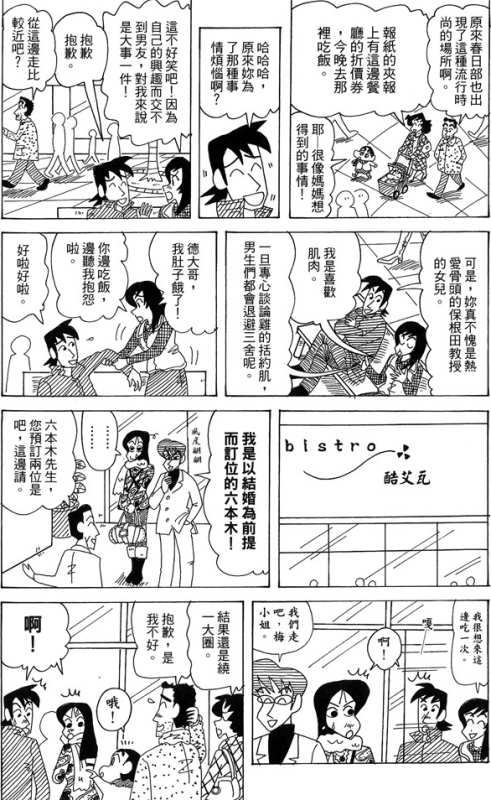 原來春日部也出
現了這種流行時
尚的場所啊。
報紙的夾報
上有這邊餐
廳的折價券
，今晚去那
裡吃飯。
耶，很像媽媽想
得到的事情！
哈哈哈，
原來妳為
了那種事
情煩惱啊？
這不好笑吧！因為
自己的興趣而交不
到男友，對我來說
是大事一件！
抱歉
抱歉。
從這邊走比
較近吧？
可是，妳真不愧是熱
愛骨頭的保根田教授
的女兒。
我是喜歡
肌肉。
一旦專心談論雞的括約肌，
男生們都會退避三舍呢。
德大哥，
我肚子餓了！
你邊吃飯，
邊聽我抱怨
啦。
好啦好啦。
bistro
酷艾瓦
我是以結婚為前提
而訂位的六本木！
風度翩翩
……
六本木先生，
您預訂兩位是
吧，這邊請。
我很想來這
邊吃一次。
嘎，
啊！
我們走
吧，梅
小姐。
結果還是繞
一大圈。
抱歉，是
我不好。
哦！
啊！